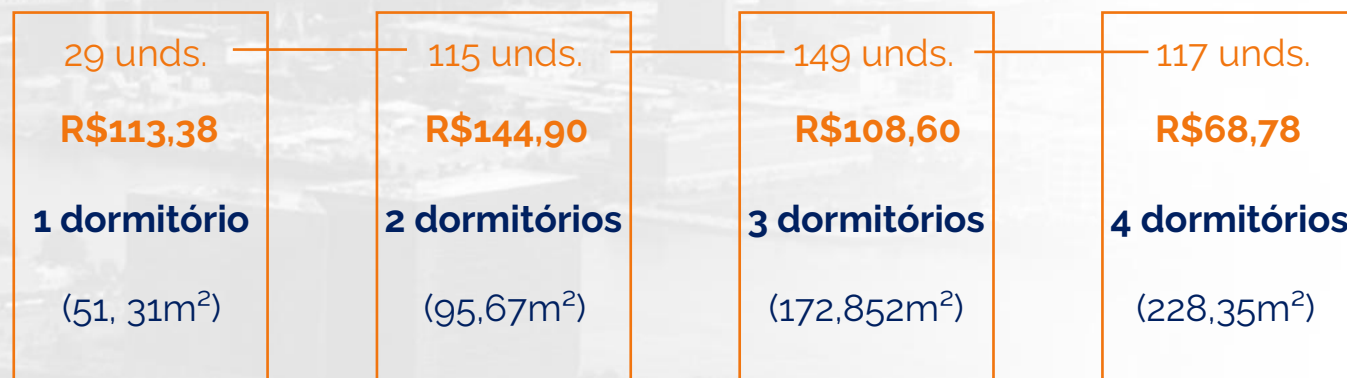 29 unds.
R$113,38
1 dormitório
(51, 31m²)
115 unds.
R$144,90
2 dormitórios
(95,67m²)
149 unds.
R$108,60
3 dormitórios
(172,852m²)
117 unds.
R$68,78
4 dormitórios
(228,35m²)